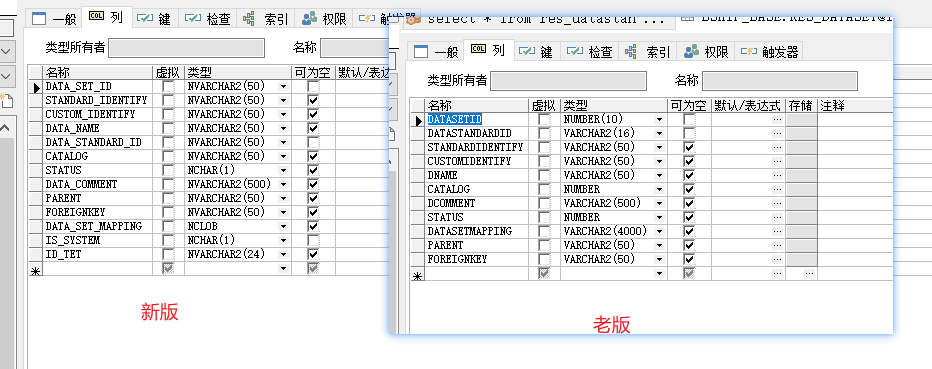 一般 列 键 检查 索引 权限 触发器
类型所有者 名称
名称 虚拟 类型 可为空 默认/表达
DATA_SET_ID NVARCHAR2(50)
STANDARD_IDENTIFY NVARCHAR2(50)
CUSTOM_IDENTIFY NVARCHAR2(50)
DATA_NAME NVARCHAR2(50)
DATA_STANDARD_ID NVARCHAR2(50)
CATALOG NVARCHAR2(50)
STATUS NCHAR(1)
DATA_COMMENT NVARCHAR2(500)
PARENT NVARCHAR2(50)
FOREIGNKEY NVARCHAR2(50)
DATA_SET_MAPPING NCLOB
IS_SYSTEM NCHAR(1)
ID_TET NVARCHAR2(24)
新版
select * from res_datastan ...
一般 列 键 检查 索引 权限 触发器
类型所有者 名称
名称 虚拟 类型 可为空 默认/表达式 存储 注释
DATASETID NUMBER(10)
DATASTANDARDID VARCHAR2(16)
STANDARDIDENTIFY VARCHAR2(50)
CUSTOMIDENTIFY VARCHAR2(50)
DNAME VARCHAR2(50)
CATALOG NUMBER
DCOMMENT VARCHAR2(500)
STATUS NUMBER
DATASETMAPPING VARCHAR2(4000)
PARENT VARCHAR2(50)
FOREIGNKEY VARCHAR2(50)
老版